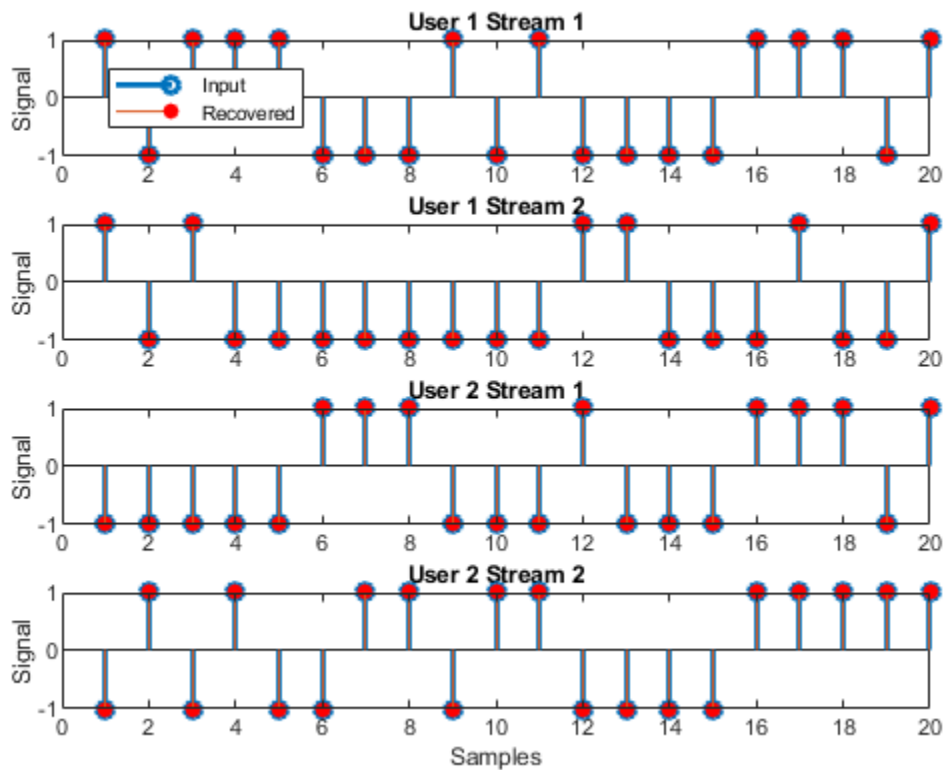 User 1 Stream 1
1
0
-1
Signal
Input
Recovered
0 2 4 6 8 10 12 14 16 18 20
User 1 Stream 2
1
0
-1
Signal
0 2 4 6 8 10 12 14 16 18 20
User 2 Stream 1
1
0
-1
Signal
0 2 4 6 8 10 12 14 16 18 20
User 2 Stream 2
1
0
-1
Signal
0 2 4 6 8 10 12 14 16 18 20
Samples